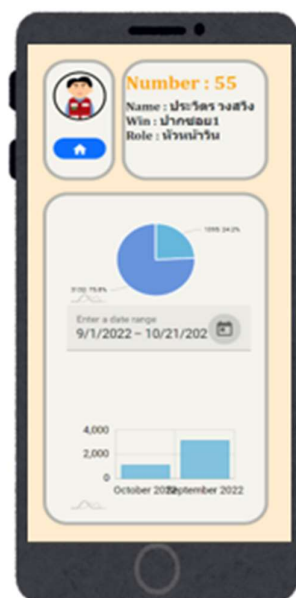 Number : 55
Name : ประวิตร วงสวิง
Win : ปากซอย1
Role : หัวหน้าวิน
Enter a date range
9/1/2022 – 10/21/202
4,000
2,000
0
October 2022
September 2022